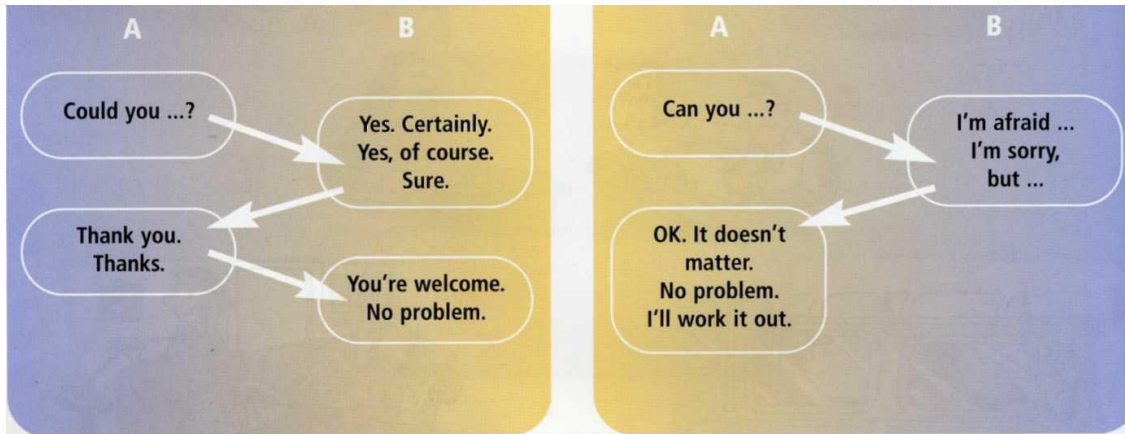 A
B
Could you ...?
Yes. Certainly.
Yes, of course.
Sure.
Thank you.
Thanks.
You're welcome.
No problem.
A
B
Can you ...?
I'm afraid ...
I'm sorry,
but ...
OK. It doesn't
matter.
No problem.
I'll work it out.